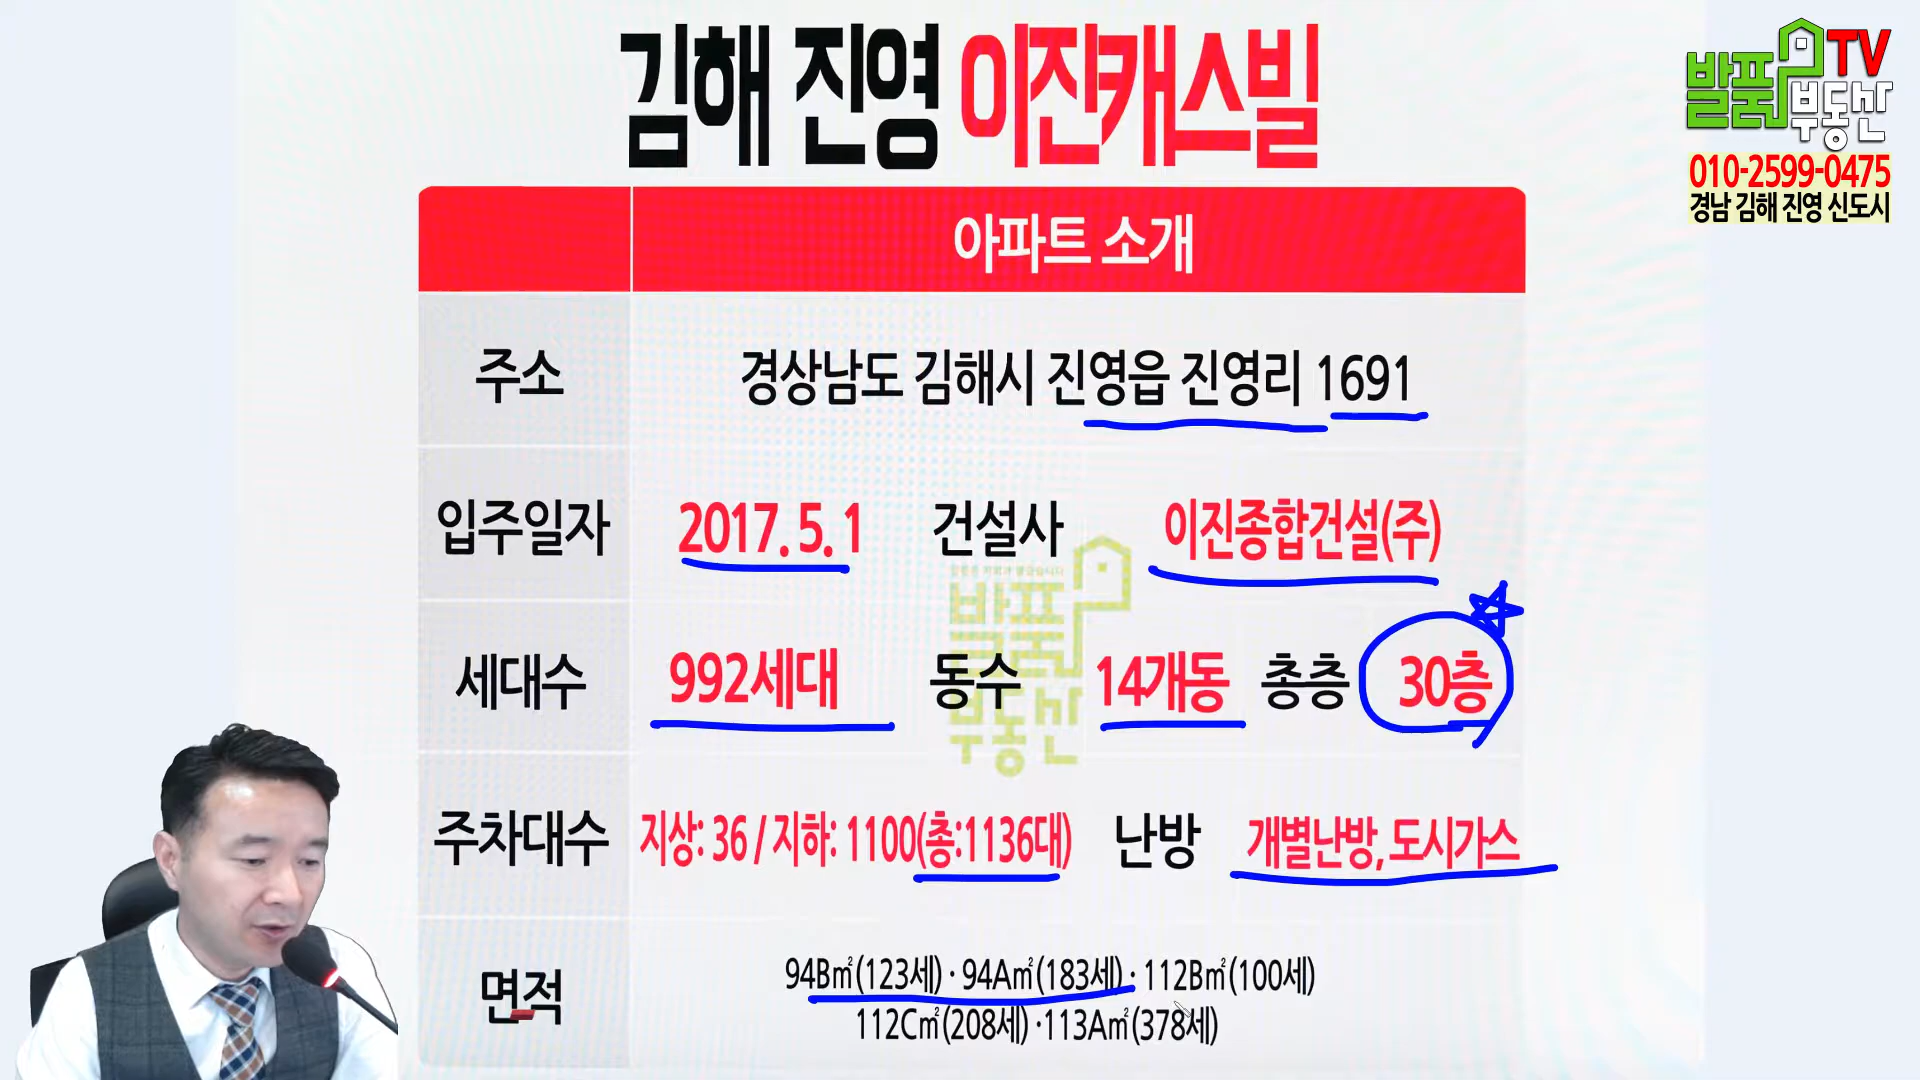 김해 진영 이진캐스빌
발품 TV
부동산
010-2599-0475
경남 김해 진영 신도시
아파트 소개
주소 경상남도 김해시 진영읍 진영리 1691
입주일자 2017. 5. 1 건설사 이진종합건설(주)
세대수 992세대 동수 14개동 총층 30층
발품
부동산
주차대수 지상: 36 / 지하: 1100(총:1136대) 난방 개별난방, 도시가스
면적 94B㎡(123세) · 94A㎡(183세) · 112B㎡(100세)
112C㎡(208세) ·113A㎡(378세)